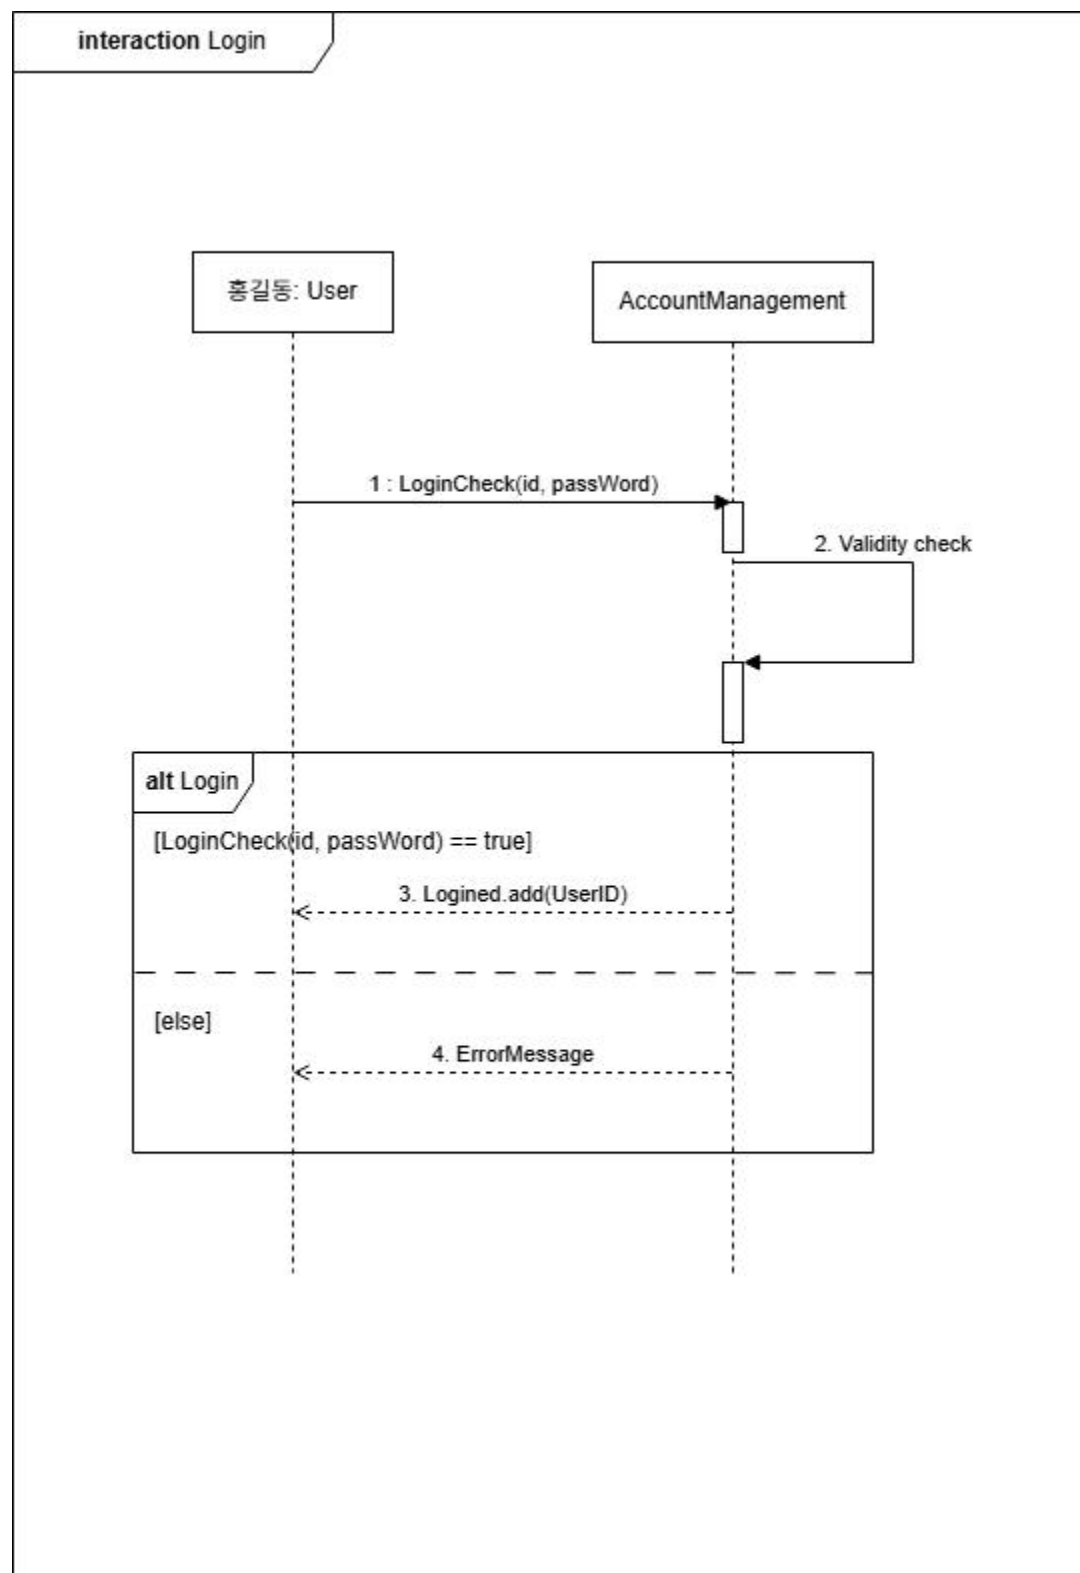 interaction Login
홍길동: User
AccountManagement
1 : LoginCheck(id, passWord)
2. Validity check
alt Login
[LoginCheck(id, passWord) == true]
3. Logined.add(UserID)
[else]
4. ErrorMessage